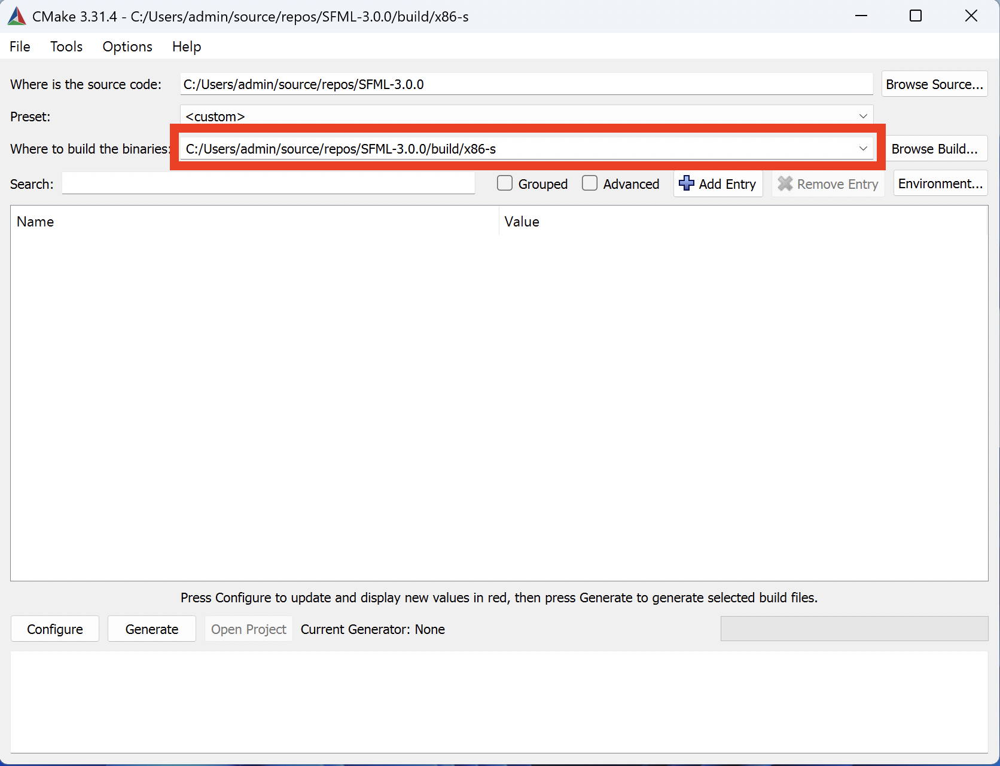 CMake 3.31.4 - C:/Users/admin/source/repos/SFML-3.0.0/build/x86-s
File Tools Options Help
Where is the source code: C:/Users/admin/source/repos/SFML-3.0.0 Browse Source...
Preset: <custom>
Where to build the binaries: C:/Users/admin/source/repos/SFML-3.0.0/build/x86-s Browse Build...
Search: Grouped Advanced Add Entry Remove Entry Environment...
Name Value
Press Configure to update and display new values in red, then press Generate to generate selected build files.
Configure Generate Open Project Current Generator: None